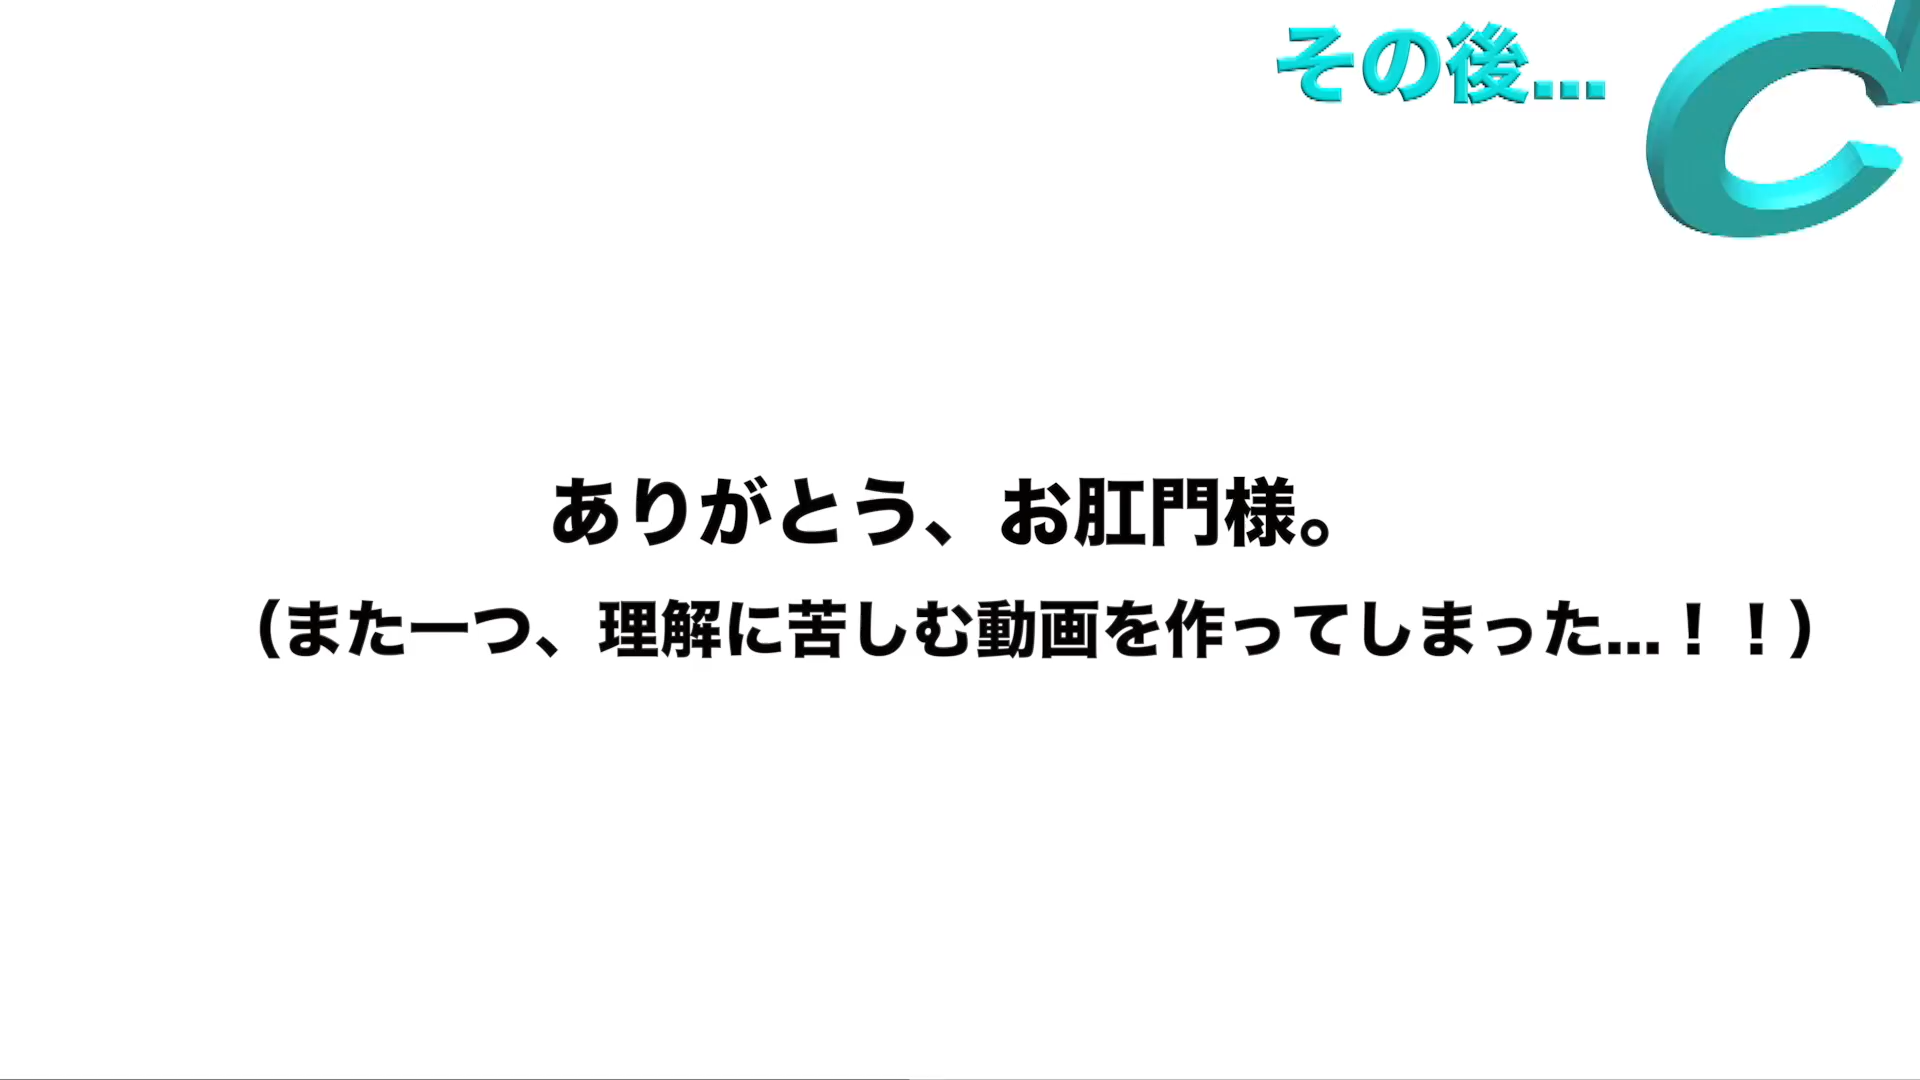 その後...
ありがとう、お肛門様。
（また一つ、理解に苦しむ動画を作ってしまった...！！）